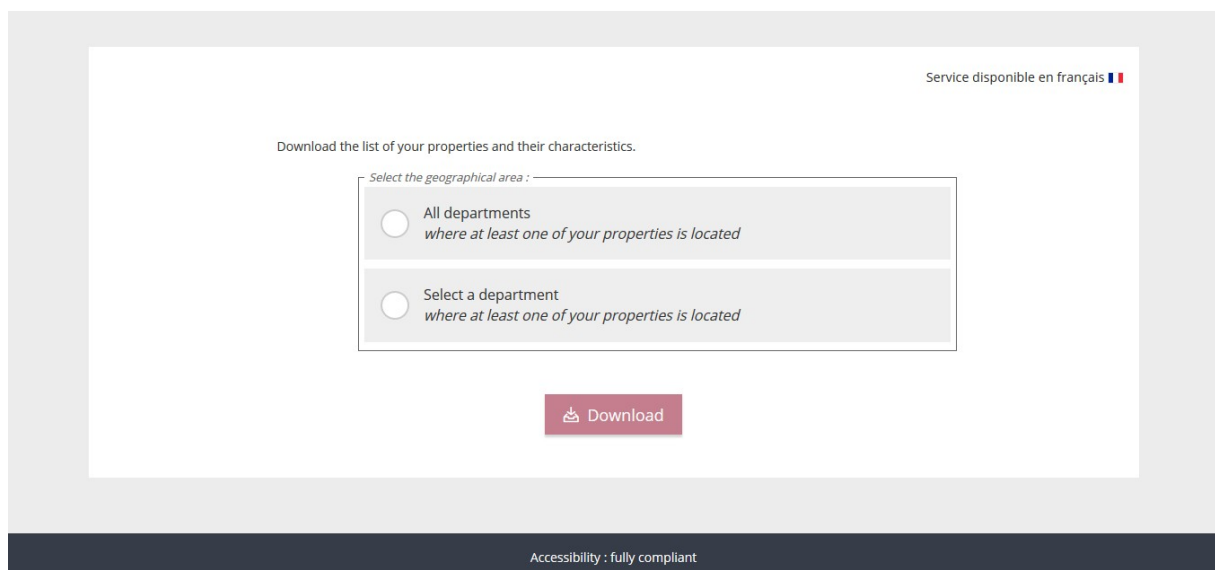 Service disponible en français
Download the list of your properties and their characteristics.
Select the geographical area :
All departments
where at least one of your properties is located
Select a department
where at least one of your properties is located
Download
Accessibility : fully compliant